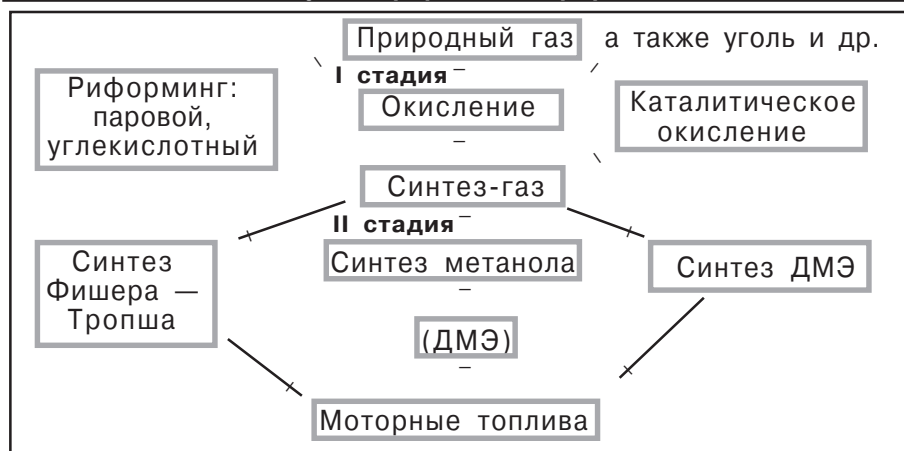 Природный газ а также уголь и др.
I стадия
Риформинг:
паровой,
углекислотный
Окисление
Каталитическое
окисление
Синтез-газ
II стадия
Синтез
Фишера —
Тропша
Синтез метанола
Синтез ДМЭ
(ДМЭ)
Моторные топлива